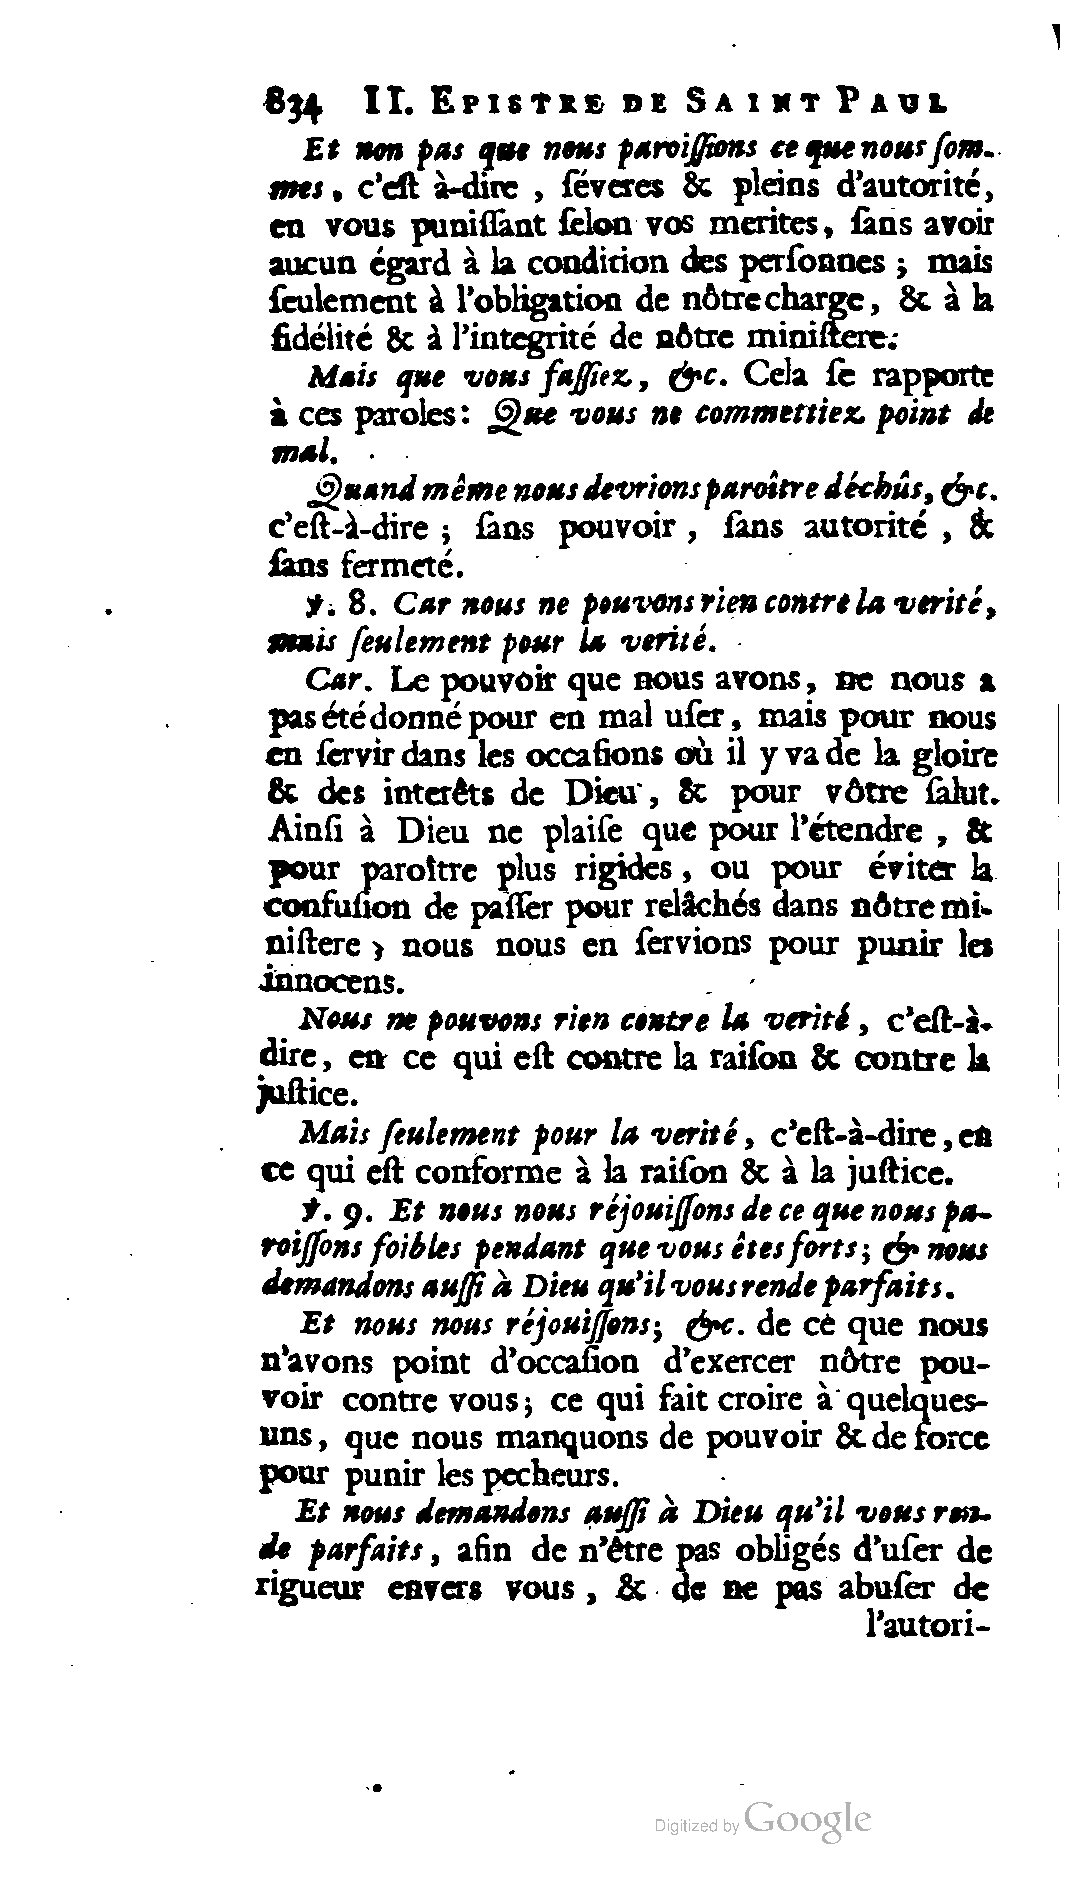 834 II. EPISTRE DE SAINT PAUL
Et non pas que nous paroiſſions ce que nous ſom-
mes, c'eſt à-dire, ſéveres & pleins d'autorité,
en vous puniſſant ſelon vos merites, ſans avoir
aucun égard à la condition des perſonnes ; mais
ſeulement à l'obligation de nôtre charge, & à la
fidélité & à l'integrité de nôtre miniſtere:
Mais que vous faſſiez, &c. Cela ſe rapporte
à ces paroles: Que vous ne commettiez point de
mal.
Quand même nous devrions paroître déchûs, &c.
c'eſt-à-dire ; ſans pouvoir, ſans autorité, &
ſans fermeté.
℣. 8. Car nous ne pouvons rien contre la verité,
mais ſeulement pour la verité.
Car. Le pouvoir que nous avons, ne nous a
pas été donné pour en mal uſer, mais pour nous
en ſervir dans les occaſions où il y va de la gloire
& des interêts de Dieu, & pour vôtre ſalut.
Ainſi à Dieu ne plaiſe que pour l'étendre, &
pour paroître plus rigides, ou pour éviter la
confuſion de paſſer pour relâchés dans nôtre mi-
niſtere, nous nous en ſervions pour punir les
innocens.
Nous ne pouvons rien contre la verité, c'eſt-à-
dire, en ce qui eſt contre la raiſon & contre la
juſtice.
Mais ſeulement pour la verité, c'eſt-à-dire, en
ce qui eſt conforme à la raiſon & à la juſtice.
℣. 9. Et nous nous réjouiſſons de ce que nous pa-
roiſſons foibles pendant que vous êtes forts; & nous
demandons auſſi à Dieu qu'il vous rende parfaits.
Et nous nous réjouiſſons; &c. de ce que nous
n'avons point d'occaſion d'exercer nôtre pou-
voir contre vous; ce qui fait croire à quelques-
uns, que nous manquons de pouvoir & de force
pour punir les pecheurs.
Et nous demandons auſſi à Dieu qu'il vous ren-
de parfaits, afin de n'être pas obligés d'uſer de
rigueur envers vous, & de ne pas abuſer de
l'autori-
Digitized by Google